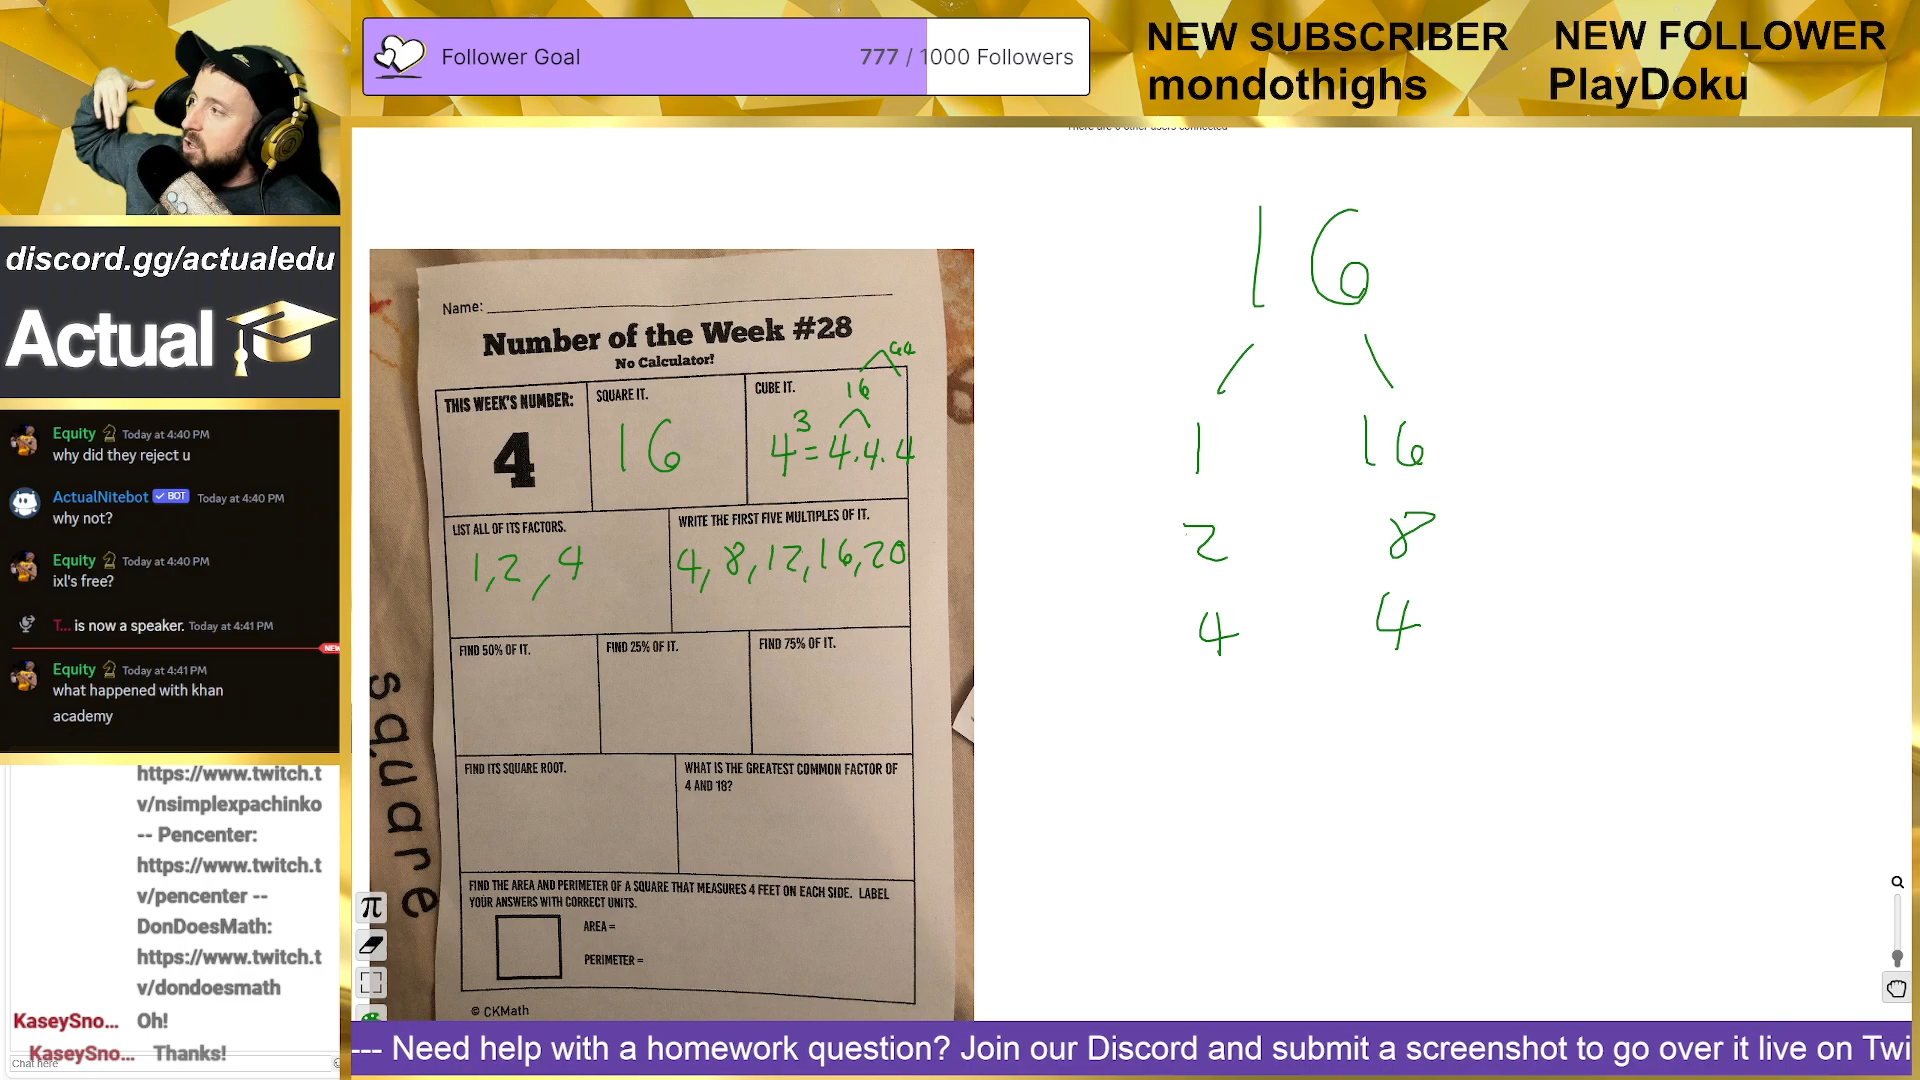 Follower Goal
777 / 1000 Followers
NEW SUBSCRIBER
mondothighs
NEW FOLLOWER
PlayDoku
There are 6 other users connected
discord.gg/actualedu
Actual
Equity Today at 4:40 PM
why did they reject u
ActualNitebot ✓ BOT Today at 4:40 PM
why not?
Equity Today at 4:40 PM
ixl's free?
T... is now a speaker. Today at 4:41 PM
NEW
Equity Today at 4:41 PM
what happened with khan
academy
https://www.twitch.t
v/nsimplexpachinko
-- Pencenter:
https://www.twitch.t
v/pencenter --
DonDoesMath:
https://www.twitch.t
v/dondoesmath
KaseySno... Oh!
KaseySno... Thanks!
Chat here
Name:
Number of the Week #28
No Calculator!
64
THIS WEEK'S NUMBER:
4
SQUARE IT.
16
CUBE IT.
16
4³=4.4.4
LIST ALL OF ITS FACTORS.
1,2,4
WRITE THE FIRST FIVE MULTIPLES OF IT.
4,8,12,16,20
FIND 50% OF IT.
FIND 25% OF IT.
FIND 75% OF IT.
FIND ITS SQUARE ROOT.
WHAT IS THE GREATEST COMMON FACTOR OF
4 AND 18?
FIND THE AREA AND PERIMETER OF A SQUARE THAT MEASURES 4 FEET ON EACH SIDE. LABEL
YOUR ANSWERS WITH CORRECT UNITS.
AREA =
PERIMETER =
© CKMath
square
π
16
1 16
2 8
4 4
--- Need help with a homework question? Join our Discord and submit a screenshot to go over it live on Twi